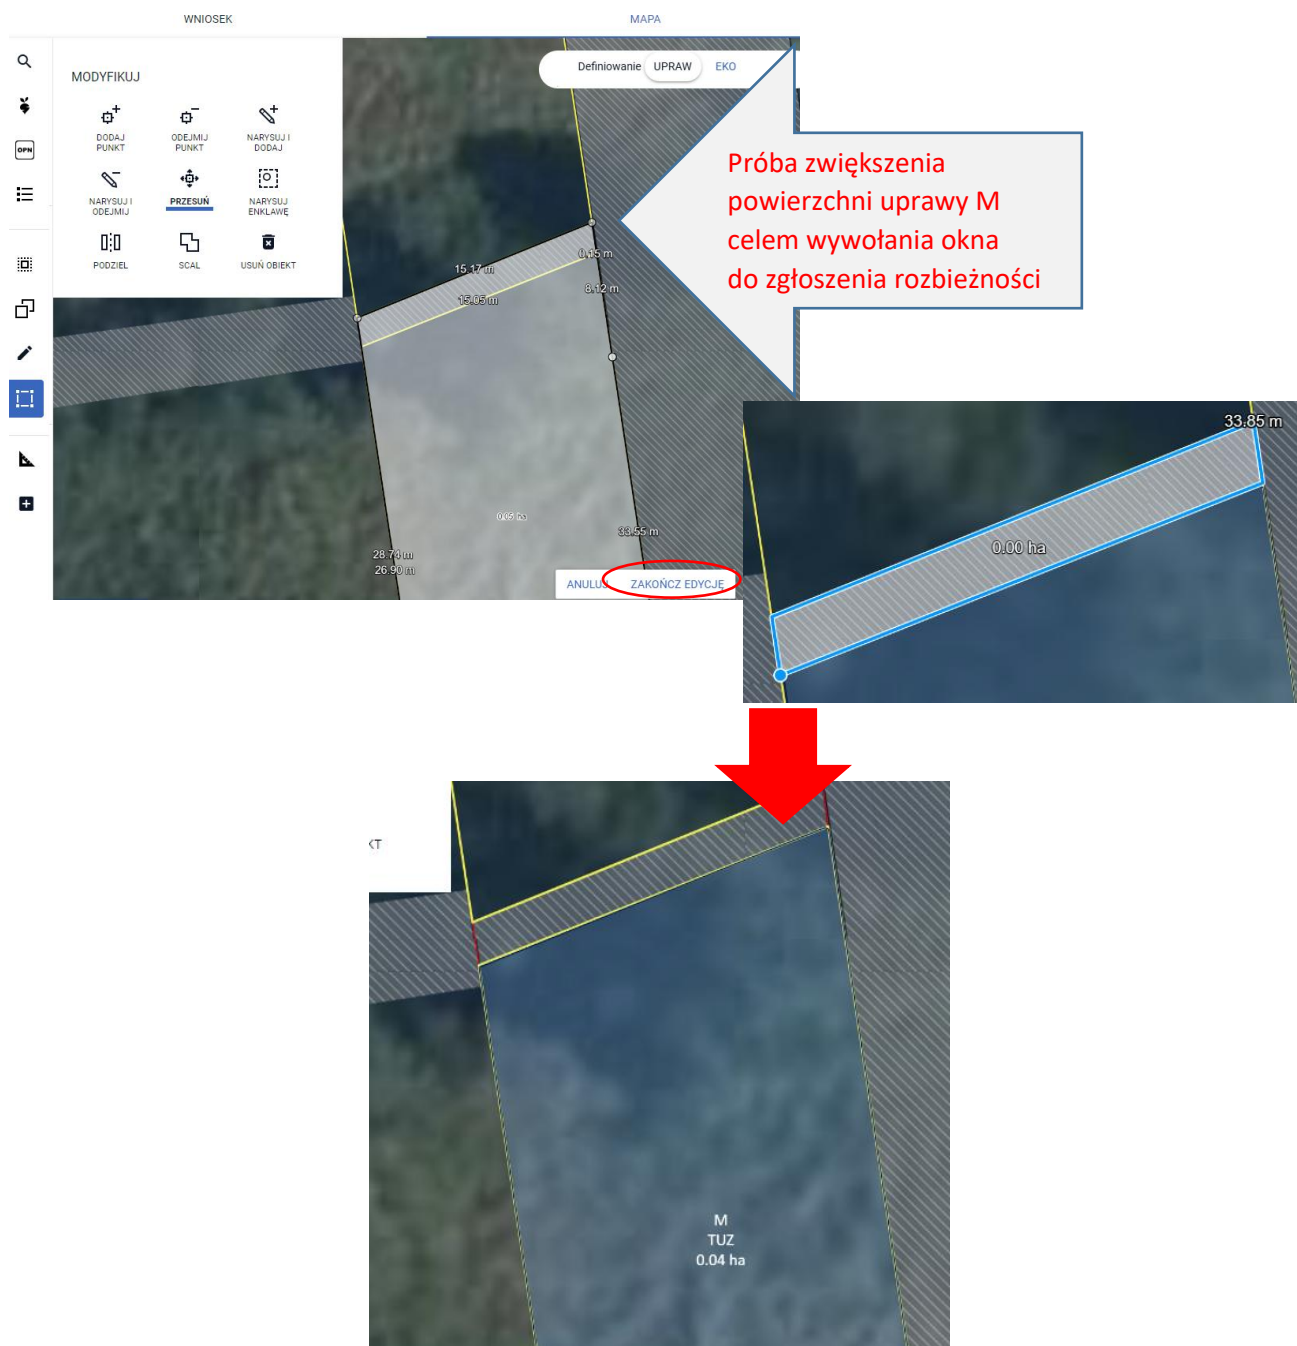 WNIOSEK
MAPA
MODYFIKUJ
DODAJ
PUNKT
ODEJMIJ
PUNKT
NARYSUJ I
DODAJ
NARYSUJ I
ODEJMIJ
PRZESUŃ
NARYSUJ
ENKLAWĘ
PODZIEL
SCAL
USUŃ OBIEKT
OPN
Definiowanie UPRAW EKO
Próba zwiększenia
powierzchni uprawy M
celem wywołania okna
do zgłoszenia rozbieżności
0.15 m
15.17 m
8.12 m
15.05 m
0.05 ha
33.55 m
28.74 m
26.90 m
ANULUJ ZAKOŃCZ EDYCJĘ
33.85 m
0.00 ha
KT
M
TUZ
0.04 ha